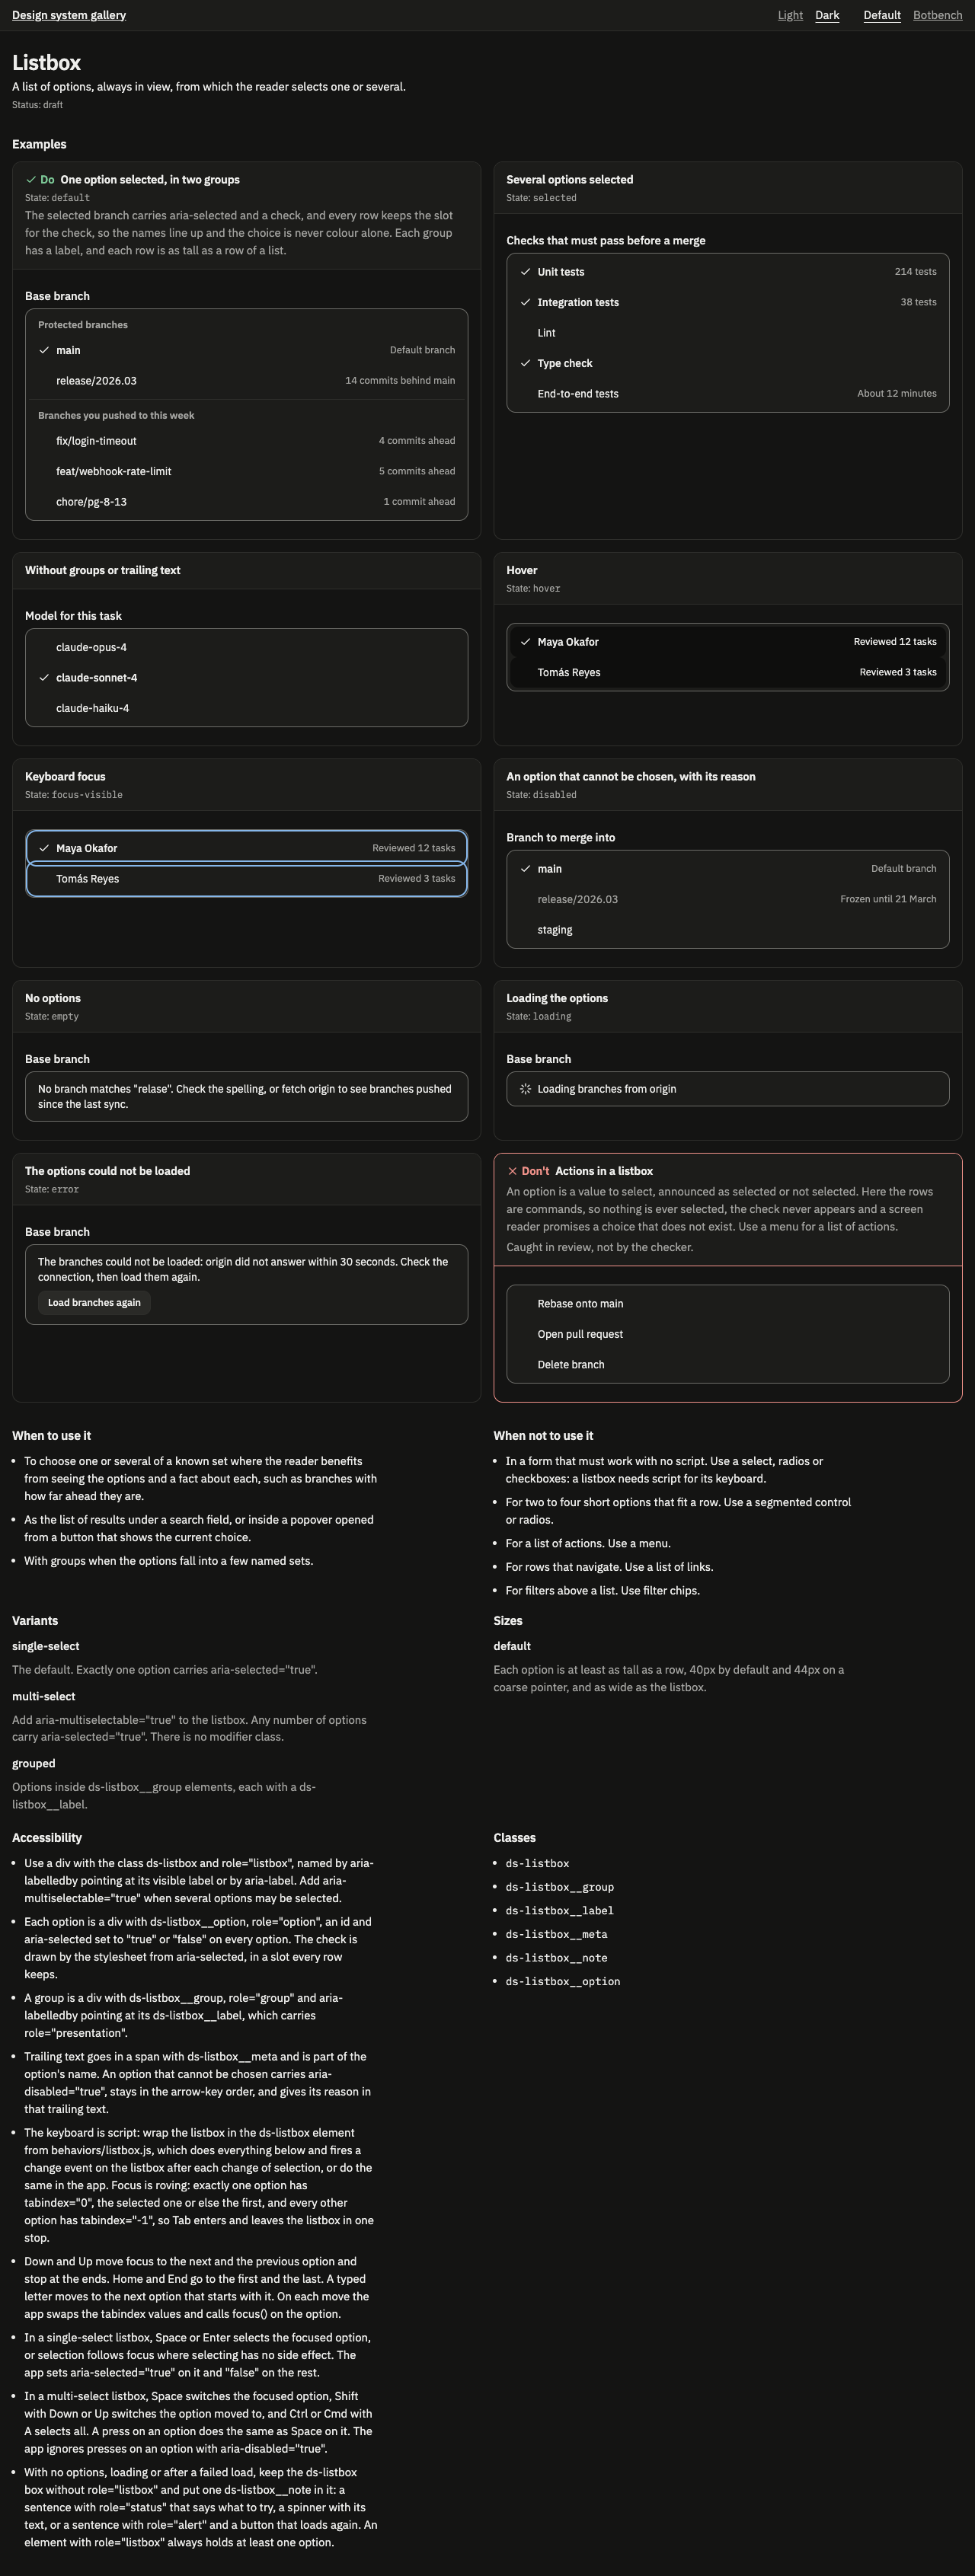 Design system gallery
Light Dark Default Botbench
Listbox
A list of options, always in view, from which the reader selects one or several.
Status: draft
Examples
Do One option selected, in two groups
State: default
The selected branch carries aria-selected and a check, and every row keeps the slot
for the check, so the names line up and the choice is never colour alone. Each group
has a label, and each row is as tall as a row of a list.
Base branch
Protected branches
main Default branch
release/2026.03 14 commits behind main
Branches you pushed to this week
fix/login-timeout 4 commits ahead
feat/webhook-rate-limit 5 commits ahead
chore/pg-8-13 1 commit ahead
Several options selected
State: selected
Checks that must pass before a merge
Unit tests 214 tests
Integration tests 38 tests
Lint
Type check
End-to-end tests About 12 minutes
Without groups or trailing text
Model for this task
claude-opus-4
claude-sonnet-4
claude-haiku-4
Hover
State: hover
Maya Okafor Reviewed 12 tasks
Tomás Reyes Reviewed 3 tasks
Keyboard focus
State: focus-visible
Maya Okafor Reviewed 12 tasks
Tomás Reyes Reviewed 3 tasks
An option that cannot be chosen, with its reason
State: disabled
Branch to merge into
main Default branch
release/2026.03 Frozen until 21 March
staging
No options
State: empty
Base branch
No branch matches "relase". Check the spelling, or fetch origin to see branches pushed
since the last sync.
Loading the options
State: loading
Base branch
Loading branches from origin
The options could not be loaded
State: error
Base branch
The branches could not be loaded: origin did not answer within 30 seconds. Check the
connection, then load them again.
Load branches again
Don't Actions in a listbox
An option is a value to select, announced as selected or not selected. Here the rows
are commands, so nothing is ever selected, the check never appears and a screen
reader promises a choice that does not exist. Use a menu for a list of actions.
Caught in review, not by the checker.
Rebase onto main
Open pull request
Delete branch
When to use it
To choose one or several of a known set where the reader benefits
from seeing the options and a fact about each, such as branches with
how far ahead they are.
As the list of results under a search field, or inside a popover opened
from a button that shows the current choice.
With groups when the options fall into a few named sets.
When not to use it
In a form that must work with no script. Use a select, radios or
checkboxes: a listbox needs script for its keyboard.
For two to four short options that fit a row. Use a segmented control
or radios.
For a list of actions. Use a menu.
For rows that navigate. Use a list of links.
For filters above a list. Use filter chips.
Variants
single-select
The default. Exactly one option carries aria-selected="true".
multi-select
Add aria-multiselectable="true" to the listbox. Any number of options
carry aria-selected="true". There is no modifier class.
grouped
Options inside ds-listbox__group elements, each with a ds-
listbox__label.
Sizes
default
Each option is at least as tall as a row, 40px by default and 44px on a
coarse pointer, and as wide as the listbox.
Accessibility
Use a div with the class ds-listbox and role="listbox", named by aria-
labelledby pointing at its visible label or by aria-label. Add aria-
multiselectable="true" when several options may be selected.
Each option is a div with ds-listbox__option, role="option", an id and
aria-selected set to "true" or "false" on every option. The check is
drawn by the stylesheet from aria-selected, in a slot every row
keeps.
A group is a div with ds-listbox__group, role="group" and aria-
labelledby pointing at its ds-listbox__label, which carries
role="presentation".
Trailing text goes in a span with ds-listbox__meta and is part of the
option's name. An option that cannot be chosen carries aria-
disabled="true", stays in the arrow-key order, and gives its reason in
that trailing text.
The keyboard is script: wrap the listbox in the ds-listbox element
from behaviors/listbox.js, which does everything below and fires a
change event on the listbox after each change of selection, or do the
same in the app. Focus is roving: exactly one option has
tabindex="0", the selected one or else the first, and every other
option has tabindex="-1", so Tab enters and leaves the listbox in one
stop.
Down and Up move focus to the next and the previous option and
stop at the ends. Home and End go to the first and the last. A typed
letter moves to the next option that starts with it. On each move the
app swaps the tabindex values and calls focus() on the option.
In a single-select listbox, Space or Enter selects the focused option,
or selection follows focus where selecting has no side effect. The
app sets aria-selected="true" on it and "false" on the rest.
In a multi-select listbox, Space switches the focused option, Shift
with Down or Up switches the option moved to, and Ctrl or Cmd with
A selects all. A press on an option does the same as Space on it. The
app ignores presses on an option with aria-disabled="true".
With no options, loading or after a failed load, keep the ds-listbox
box without role="listbox" and put one ds-listbox__note in it: a
sentence with role="status" that says what to try, a spinner with its
text, or a sentence with role="alert" and a button that loads again. An
element with role="listbox" always holds at least one option.
Classes
ds-listbox
ds-listbox__group
ds-listbox__label
ds-listbox__meta
ds-listbox__note
ds-listbox__option